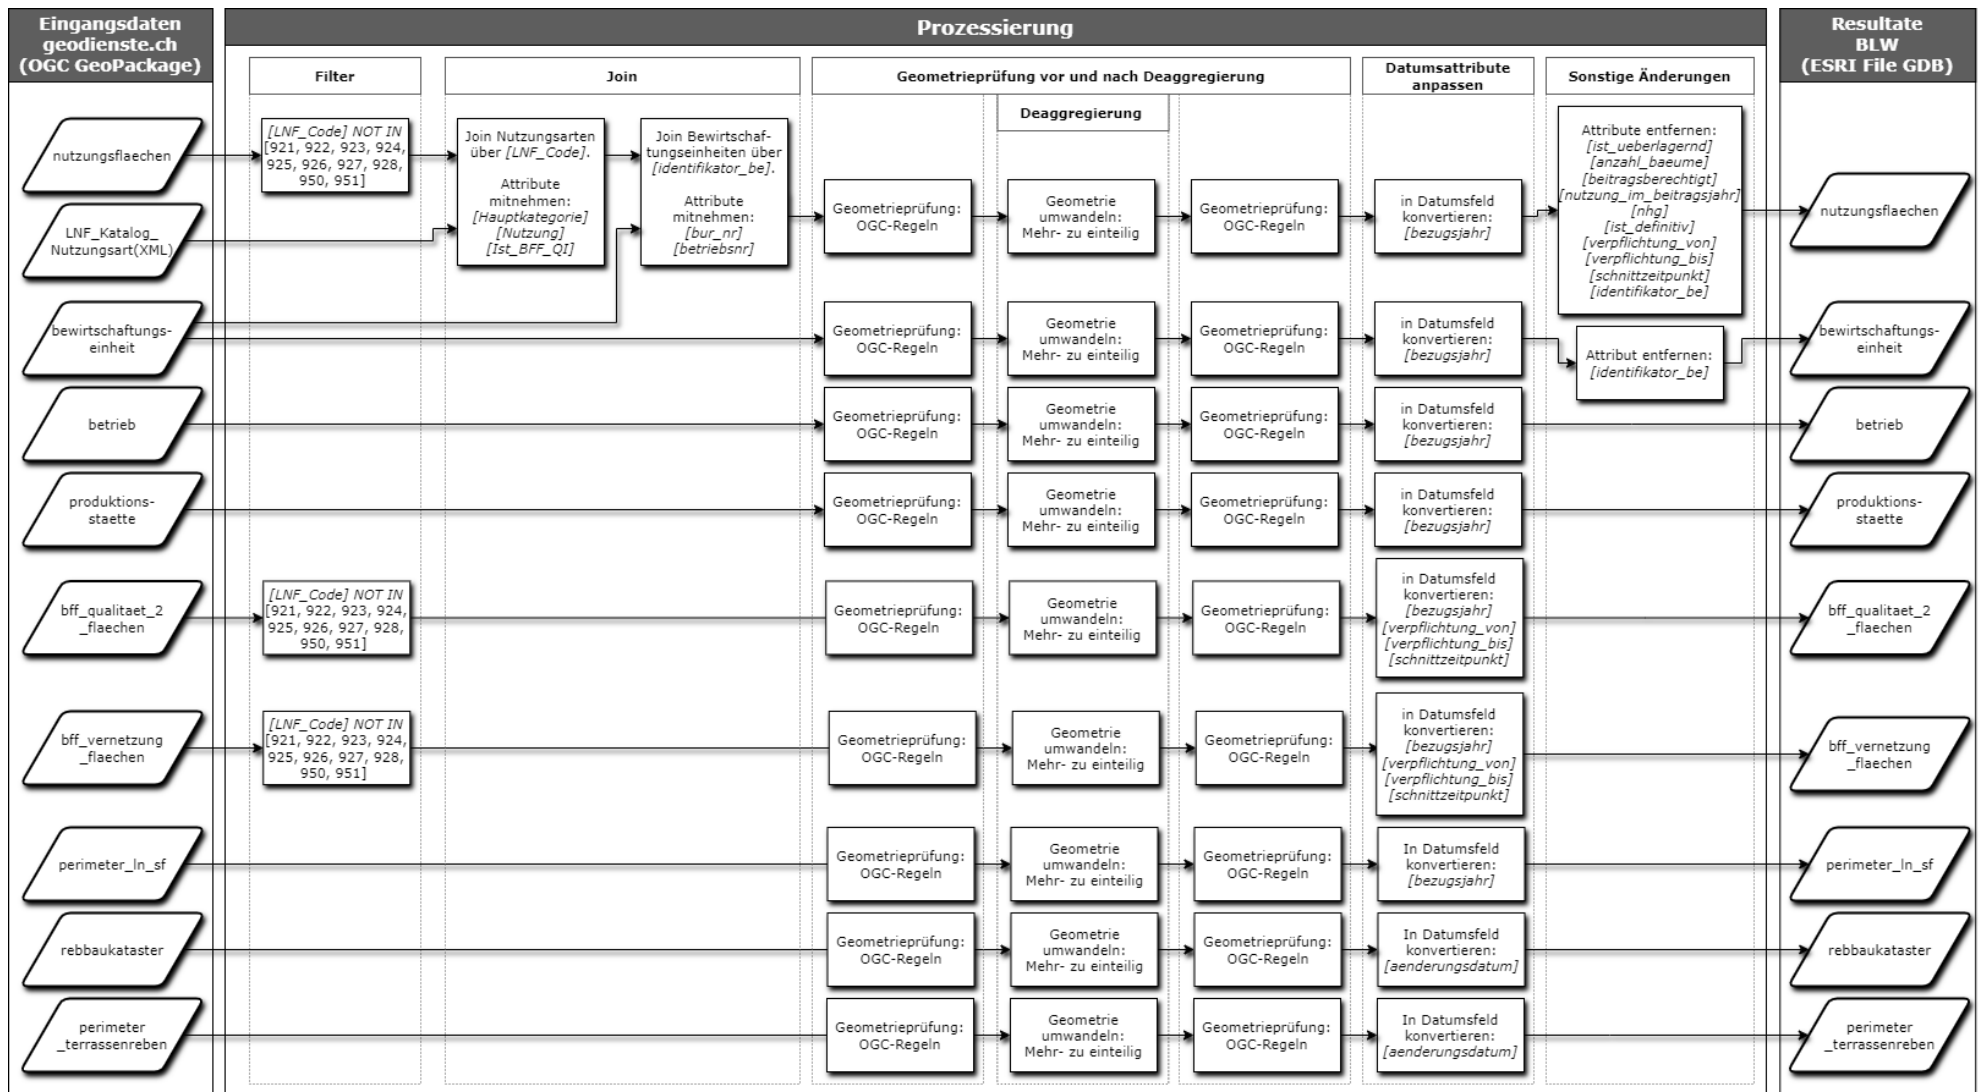 Eingangsdaten
geodienste.ch
(OGC GeoPackage)
Prozessierung
Resultate
BLW
(ESRI File GDB)
Filter
Join
Geometrieprüfung vor und nach Deaggregierung
Deaggregierung
Datumsattribute
anpassen
Sonstige Änderungen
nutzungsflaechen
[LNF_Code] NOT IN
[921, 922, 923, 924,
925, 926, 927, 928,
950, 951]
Join Nutzungsarten
über [LNF_Code].
Attribute
mitnehmen:
[Hauptkategorie]
[Nutzung]
[Ist_BFF_QI]
Join Bewirtschaf-
tungseinheiten über
[identifikator_be].
Attribute
mitnehmen:
[bur_nr]
[betriebsnr]
Geometrieprüfung:
OGC-Regeln
Geometrie
umwandeln:
Mehr- zu einteilig
Geometrieprüfung:
OGC-Regeln
in Datumsfeld
konvertieren:
[bezugsjahr]
Attribute entfernen:
[ist_ueberlagernd]
[anzahl_baeume]
[beitragsberechtigt]
[nutzung_im_beitragsjahr]
[nhg]
[ist_definitiv]
[verpflichtung_von]
[verpflichtung_bis]
[schnittzeitpunkt]
[identifikator_be]
nutzungsflaechen
LNF_Katalog_
Nutzungsart(XML)
bewirtschaftungs-
einheit
Geometrieprüfung:
OGC-Regeln
Geometrie
umwandeln:
Mehr- zu einteilig
Geometrieprüfung:
OGC-Regeln
in Datumsfeld
konvertieren:
[bezugsjahr]
Attribut entfernen:
[identifikator_be]
bewirtschaftungs-
einheit
betrieb
Geometrieprüfung:
OGC-Regeln
Geometrie
umwandeln:
Mehr- zu einteilig
Geometrieprüfung:
OGC-Regeln
in Datumsfeld
konvertieren:
[bezugsjahr]
betrieb
produktions-
staette
Geometrieprüfung:
OGC-Regeln
Geometrie
umwandeln:
Mehr- zu einteilig
Geometrieprüfung:
OGC-Regeln
in Datumsfeld
konvertieren:
[bezugsjahr]
produktions-
staette
bff_qualitaet_2
_flaechen
[LNF_Code] NOT IN
[921, 922, 923, 924,
925, 926, 927, 928,
950, 951]
Geometrieprüfung:
OGC-Regeln
Geometrie
umwandeln:
Mehr- zu einteilig
Geometrieprüfung:
OGC-Regeln
in Datumsfeld
konvertieren:
[bezugsjahr]
[verpflichtung_von]
[verpflichtung_bis]
[schnittzeitpunkt]
bff_qualitaet_2
_flaechen
bff_vernetzung
_flaechen
[LNF_Code] NOT IN
[921, 922, 923, 924,
925, 926, 927, 928,
950, 951]
Geometrieprüfung:
OGC-Regeln
Geometrie
umwandeln:
Mehr- zu einteilig
Geometrieprüfung:
OGC-Regeln
in Datumsfeld
konvertieren:
[bezugsjahr]
[verpflichtung_von]
[verpflichtung_bis]
[schnittzeitpunkt]
bff_vernetzung
_flaechen
perimeter_ln_sf
Geometrieprüfung:
OGC-Regeln
Geometrie
umwandeln:
Mehr- zu einteilig
Geometrieprüfung:
OGC-Regeln
In Datumsfeld
konvertieren:
[bezugsjahr]
perimeter_ln_sf
rebbaukataster
Geometrieprüfung:
OGC-Regeln
Geometrie
umwandeln:
Mehr- zu einteilig
Geometrieprüfung:
OGC-Regeln
In Datumsfeld
konvertieren:
[aenderungsdatum]
rebbaukataster
perimeter
_terrassenreben
Geometrieprüfung:
OGC-Regeln
Geometrie
umwandeln:
Mehr- zu einteilig
Geometrieprüfung:
OGC-Regeln
In Datumsfeld
konvertieren:
[aenderungsdatum]
perimeter
_terrassenreben